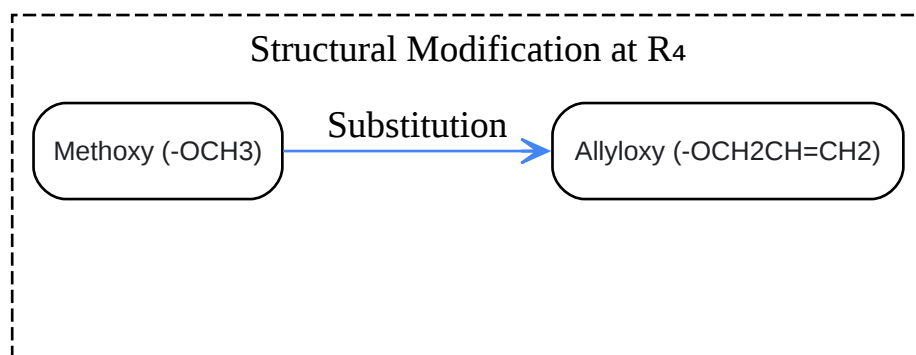 Structural Modification at R₄
Substitution
Methoxy (-OCH3)
Allyloxy (-OCH2CH=CH2)